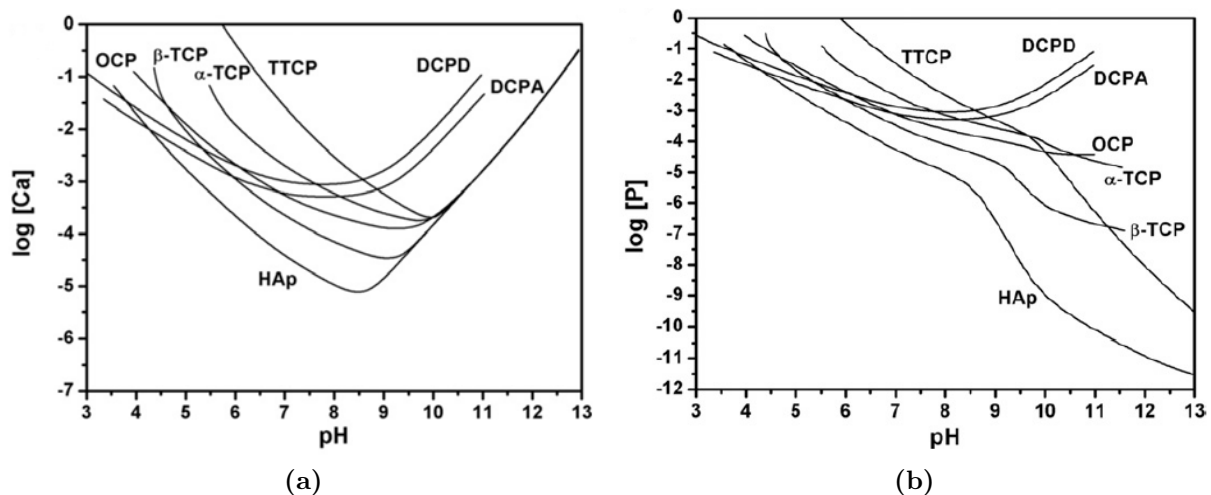 0
-1
-2
-3
-4
-5
-6
-7
log [Ca]
3 4 5 6 7 8 9 10 11 12 13
pH
OCP
β-TCP
α-TCP
TTCP
DCPD
DCPA
HAp
(a)
0
-1
-2
-3
-4
-5
-6
-7
-8
-9
-10
-11
-12
log [P]
3 4 5 6 7 8 9 10 11 12 13
pH
TTCP
DCPD
DCPA
OCP
α-TCP
β-TCP
HAp
(b)